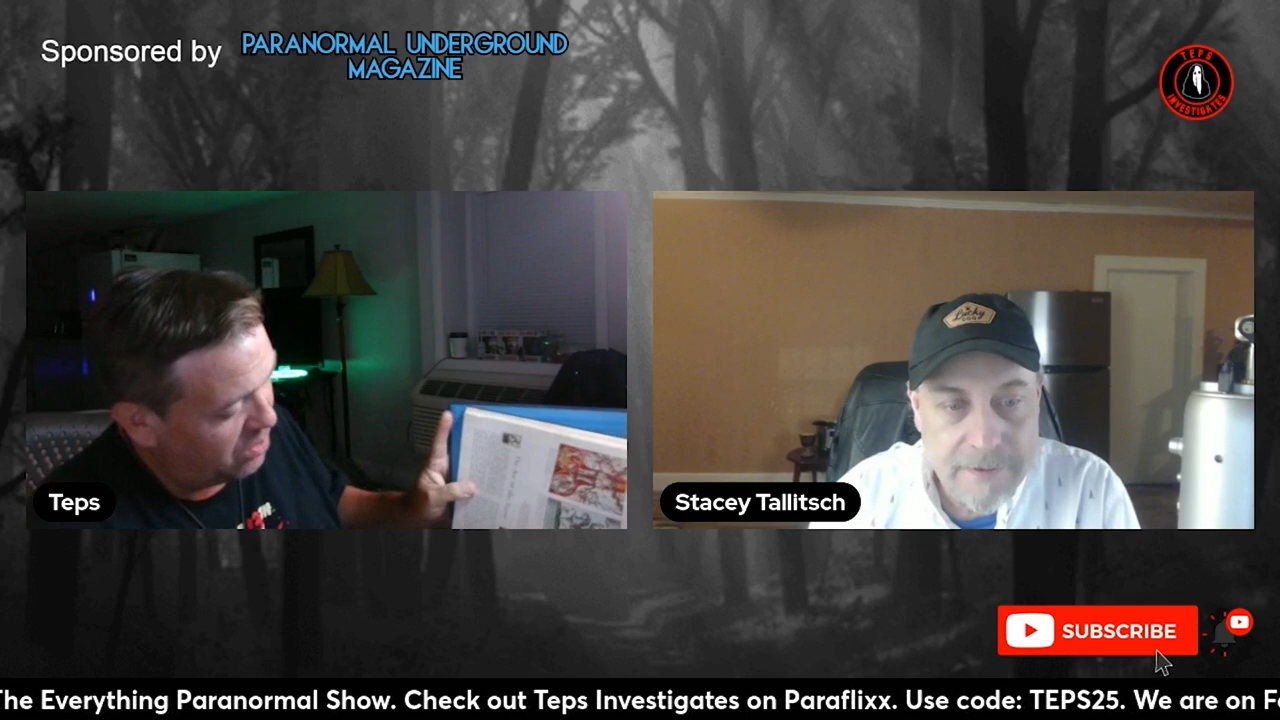 Sponsored by
PARANORMAL UNDERGROUND
MAGAZINE
TEPS
INVESTIGATES
Lucky
Teps
Stacey Tallitsch
SUBSCRIBE
The Everything Paranormal Show. Check out Teps Investigates on Paraflixx. Use code: TEPS25. We are on F